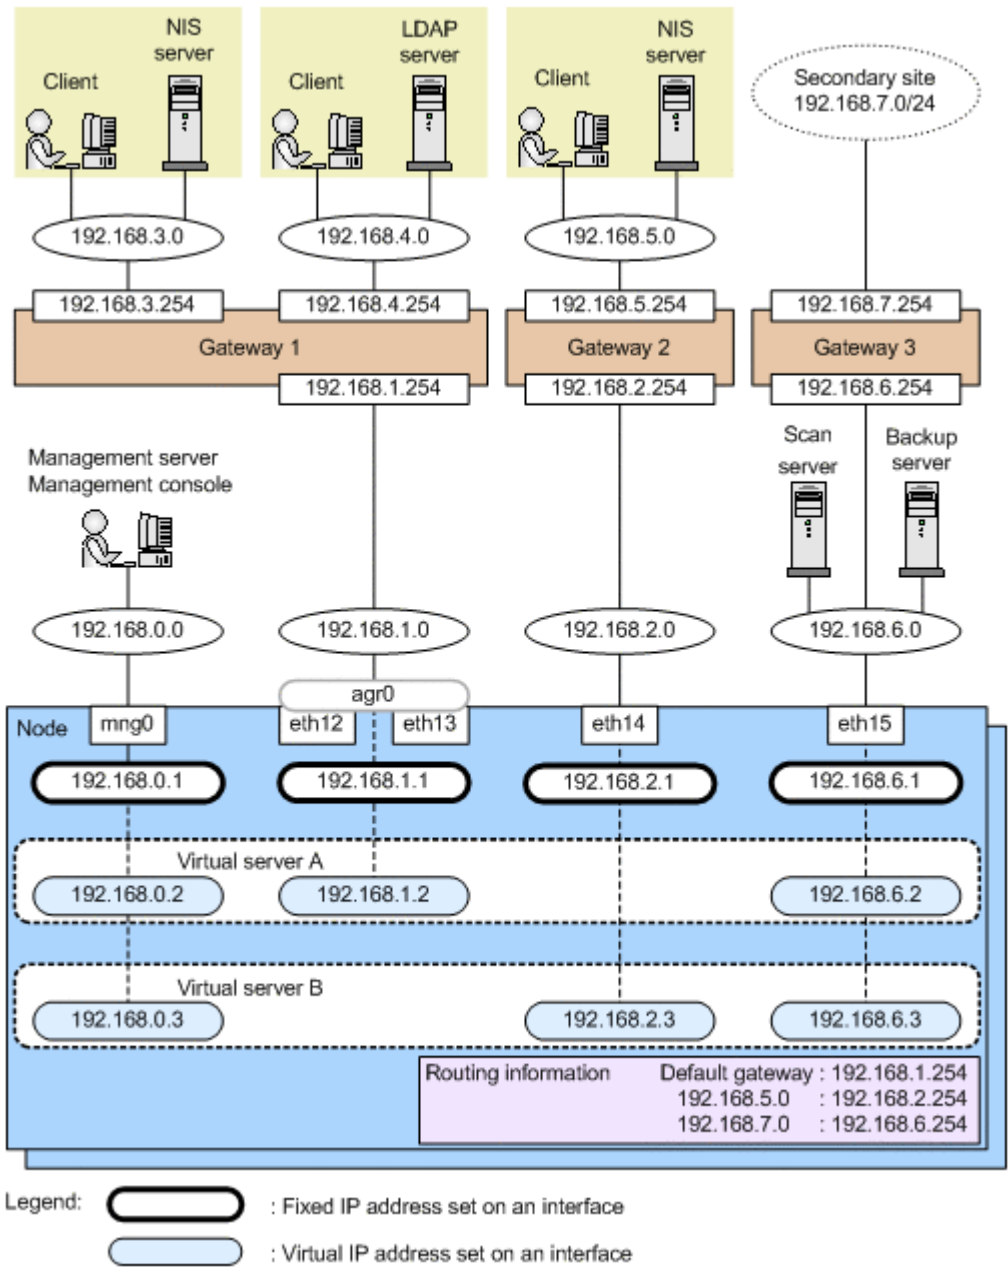 NIS
server
Client
LDAP
server
Client
NIS
server
Client
Secondary site
192.168.7.0/24
192.168.3.0
192.168.4.0
192.168.5.0
192.168.3.254
192.168.4.254
192.168.5.254
192.168.7.254
Gateway 1
Gateway 2
Gateway 3
192.168.1.254
192.168.2.254
192.168.6.254
Management server
Management console
Scan
server
Backup
server
192.168.0.0
192.168.1.0
192.168.2.0
192.168.6.0
agr0
Node
mng0
eth12
eth13
eth14
eth15
192.168.0.1
192.168.1.1
192.168.2.1
192.168.6.1
Virtual server A
192.168.0.2
192.168.1.2
192.168.6.2
Virtual server B
192.168.0.3
192.168.2.3
192.168.6.3
Routing information Default gateway : 192.168.1.254
192.168.5.0 : 192.168.2.254
192.168.7.0 : 192.168.6.254
Legend:
: Fixed IP address set on an interface
: Virtual IP address set on an interface